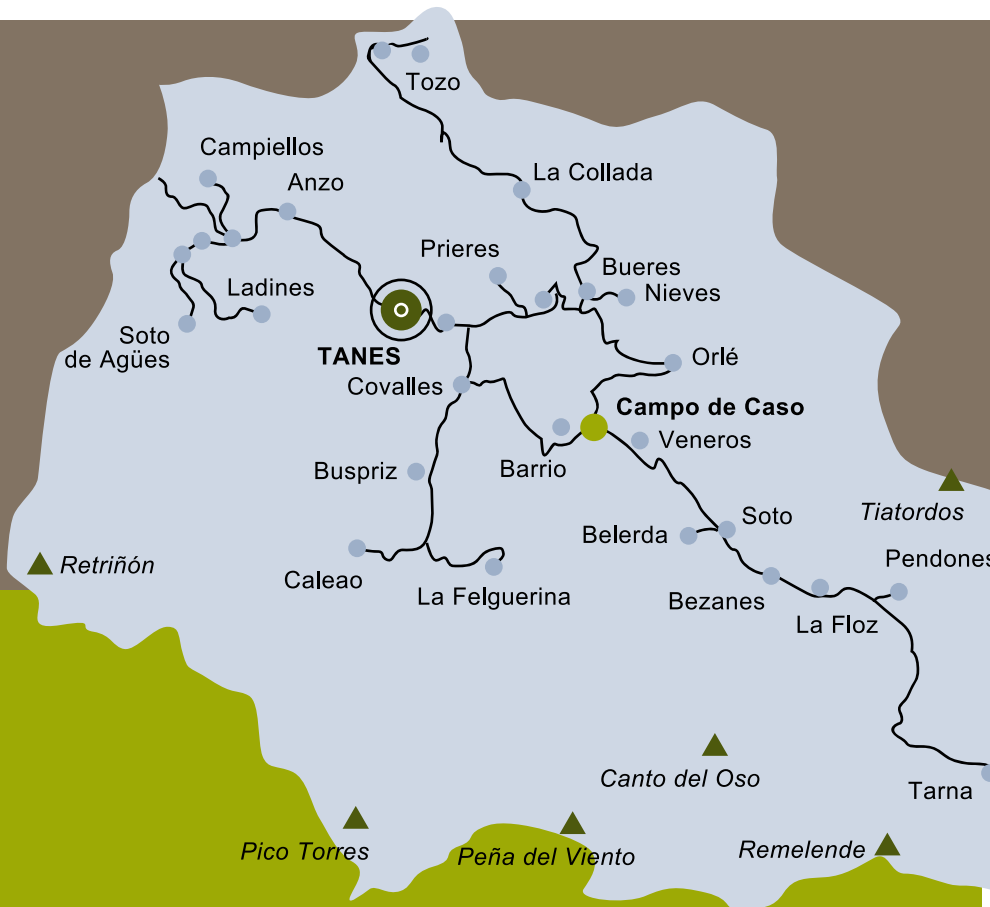 Tozo
Campiellos
La Collada
Anzo
Prieres
Bueres
Ladines
Nieves
Soto
de Agües
TANES
Orlé
Covalles
Campo de Caso
Veneros
Buspriz
Barrio
Tiatordos
Soto
Belerda
Retriñón
Pendones
Caleao
La Felguerina
Bezanes
La Floz
Canto del Oso
Tarna
Pico Torres
Peña del Viento
Remelende